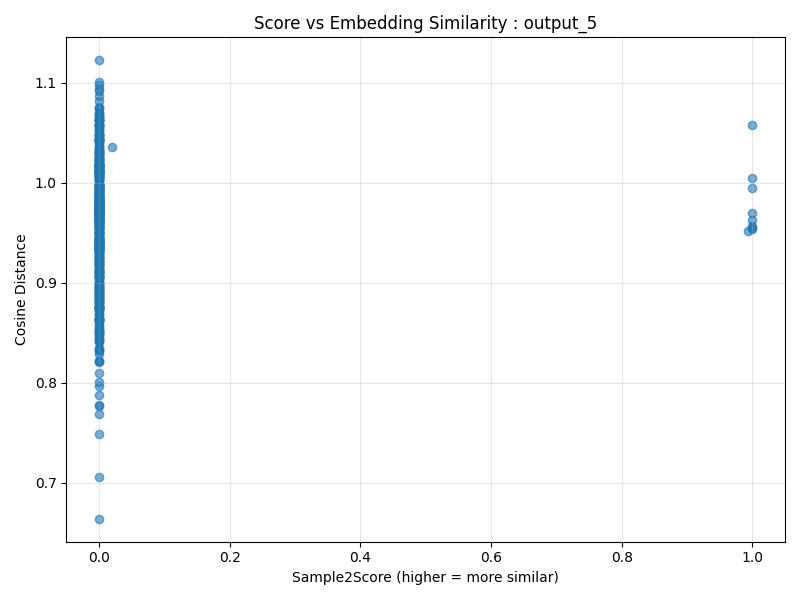 Score vs Embedding Similarity : output_5
Cosine Distance
1.1
1.0
0.9
0.8
0.7
0.0 0.2 0.4 0.6 0.8 1.0
Sample2Score (higher = more similar)